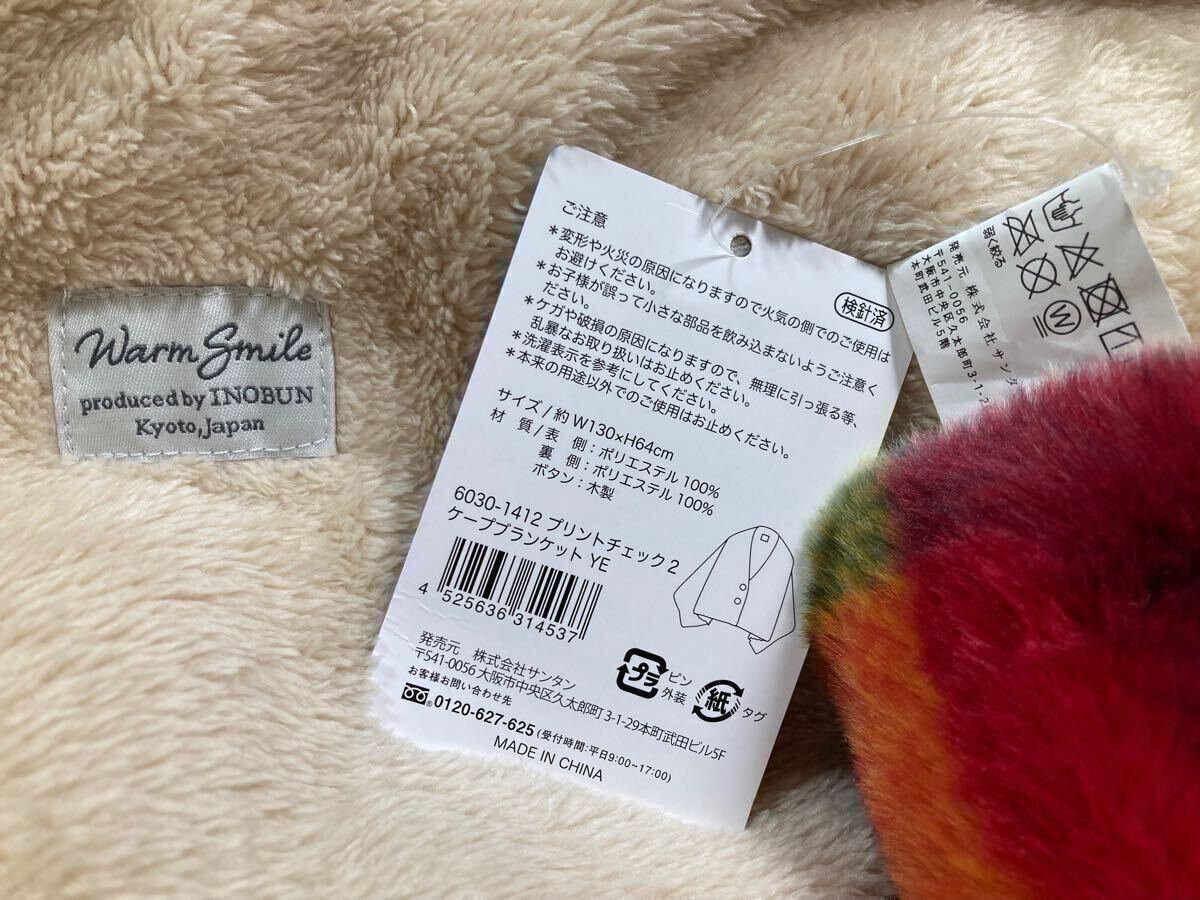 Warm Smile
produced by INOBUN
Kyoto, Japan
ご注意
＊変形や火災の原因になりますので火気の側でのご使用は
お避けください。
＊お子様が誤って小さな部品を飲み込まないようご注意く
ださい。
＊ケガや破損の原因になりますので、無理に引っ張る等、
乱暴なお取り扱いはお止めください。
＊洗濯表示を参考にしてください。
＊本来の用途以外でのご使用はお止めください。
検針済
サイズ/約 W130×H64cm
材 質/表 側:ポリエステル 100%
裏 側:ポリエステル 100%
ボタン:木製
6030-1412 プリントチェック2
ケープブランケット YE
4 525636 314537
発売元 株式会社サンタン
〒541-0056 大阪市中央区久太郎町 3-1-29本町武田ビル5F
お客様お問い合わせ先
0120-627-625 (受付時間:平日9:00~17:00)
MADE IN CHINA
プラ
ピン
外装
紙
タグ
弱く絞る
W
発売元 株式会社サンタ
〒541-0056
大阪市中央区久太郎町3-1-2
本町武田ビル5階